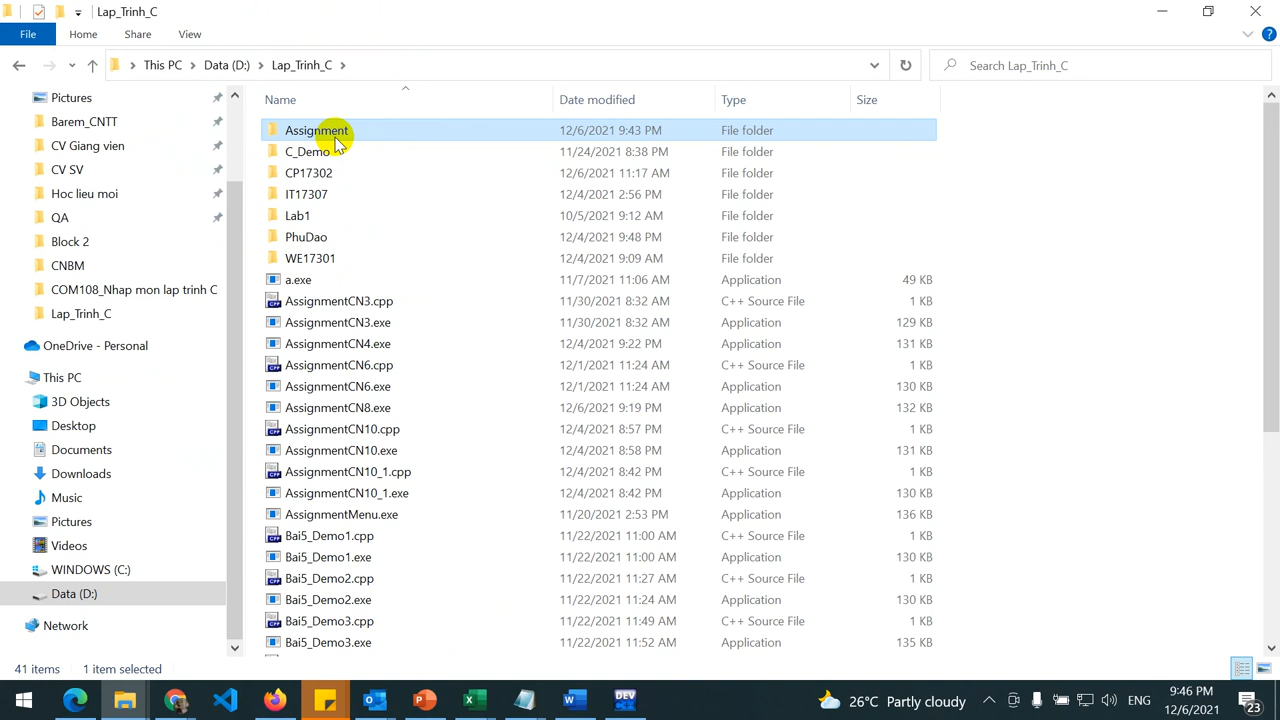 Lap_Trinh_C
File Home Share View
This PC Data (D:) Lap_Trinh_C Search Lap_Trinh_C
Name Date modified Type Size
Pictures
Barem_CNTT
CV Giang vien
CV SV
Hoc lieu moi
QA
Block 2
CNBM
COM108_Nhap mon lap trinh C
Lap_Trinh_C
OneDrive - Personal
This PC
3D Objects
Desktop
Documents
Downloads
Music
Pictures
Videos
WINDOWS (C:)
Data (D:)
Network
Assignment 12/6/2021 9:43 PM File folder
C_Demo 11/24/2021 8:38 PM File folder
CP17302 12/6/2021 11:17 AM File folder
IT17307 12/4/2021 2:56 PM File folder
Lab1 10/5/2021 9:12 AM File folder
PhuDao 12/4/2021 9:48 PM File folder
WE17301 12/4/2021 9:09 AM File folder
a.exe 11/7/2021 11:06 AM Application 49 KB
AssignmentCN3.cpp 11/30/2021 8:32 AM C++ Source File 1 KB
AssignmentCN3.exe 11/30/2021 8:32 AM Application 129 KB
AssignmentCN4.exe 12/4/2021 9:22 PM Application 131 KB
AssignmentCN6.cpp 12/1/2021 11:24 AM C++ Source File 1 KB
AssignmentCN6.exe 12/1/2021 11:24 AM Application 130 KB
AssignmentCN8.exe 12/6/2021 9:19 PM Application 132 KB
AssignmentCN10.cpp 12/4/2021 8:57 PM C++ Source File 1 KB
AssignmentCN10.exe 12/4/2021 8:58 PM Application 131 KB
AssignmentCN10_1.cpp 12/4/2021 8:42 PM C++ Source File 1 KB
AssignmentCN10_1.exe 12/4/2021 8:42 PM Application 130 KB
AssignmentMenu.exe 11/20/2021 2:53 PM Application 136 KB
Bai5_Demo1.cpp 11/22/2021 11:00 AM C++ Source File 1 KB
Bai5_Demo1.exe 11/22/2021 11:00 AM Application 130 KB
Bai5_Demo2.cpp 11/22/2021 11:27 AM C++ Source File 1 KB
Bai5_Demo2.exe 11/22/2021 11:24 AM Application 130 KB
Bai5_Demo3.cpp 11/22/2021 11:49 AM C++ Source File 1 KB
Bai5_Demo3.exe 11/22/2021 11:52 AM Application 135 KB
41 items 1 item selected
DEV
26°C Partly cloudy
ENG
9:46 PM
12/6/2021
23